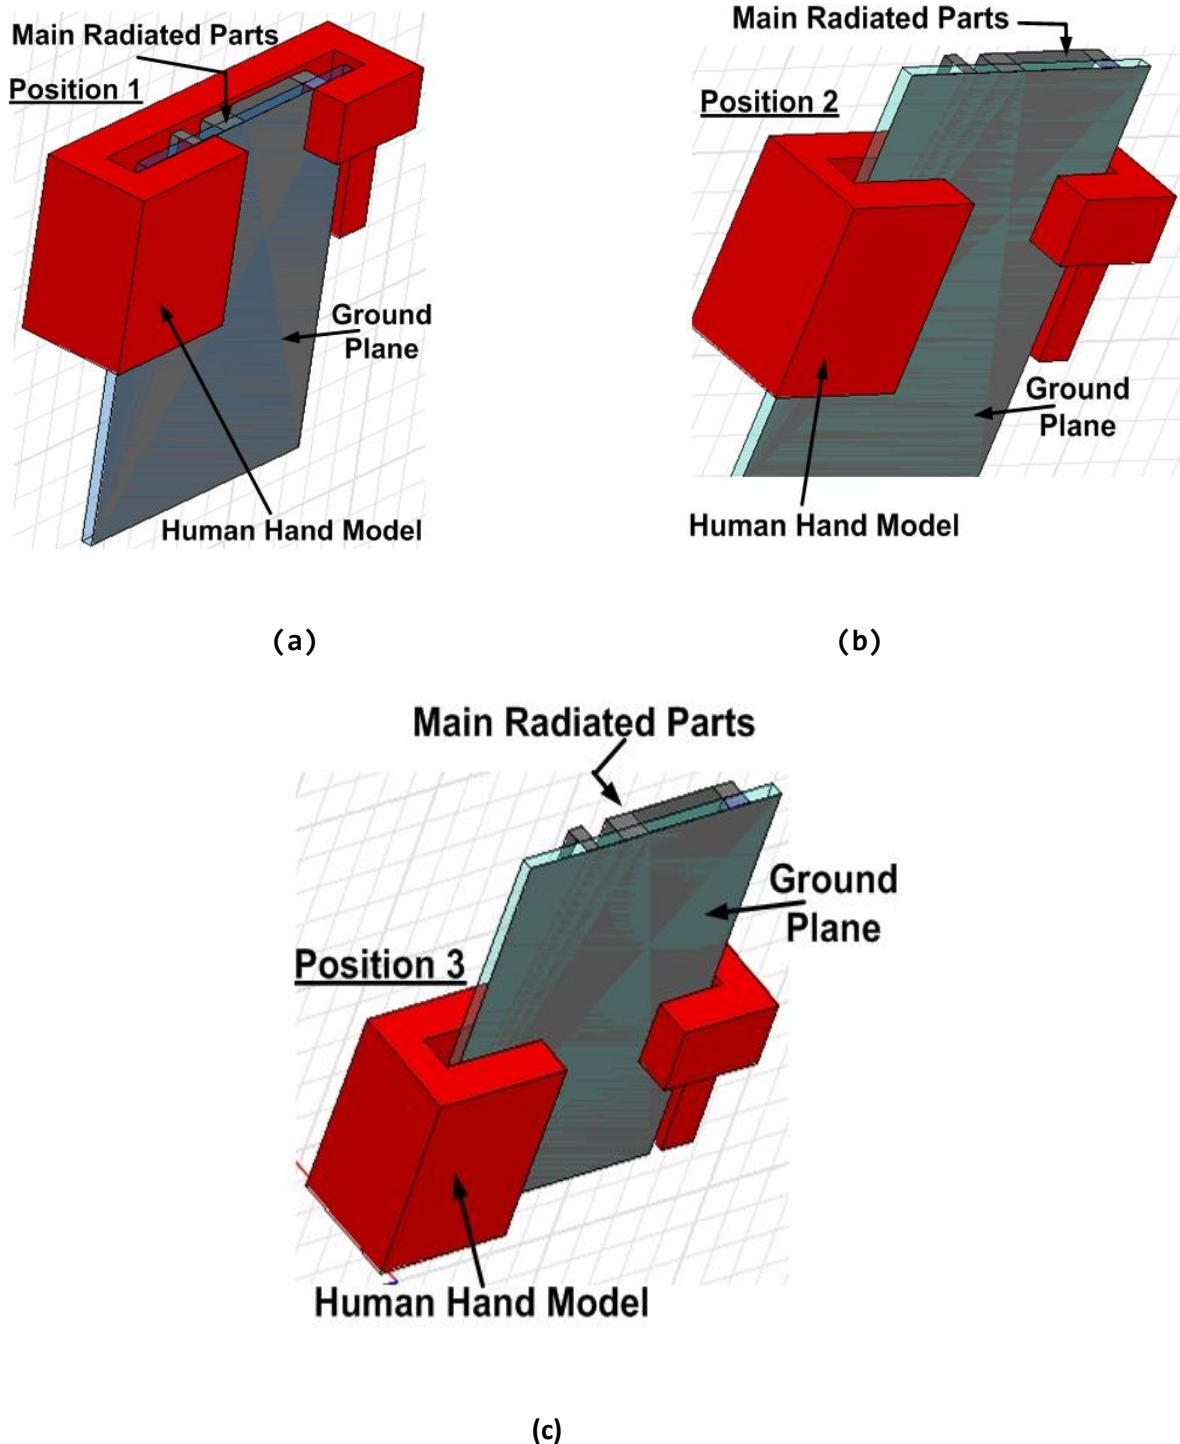 Main Radiated Parts
Position 1
Ground
Plane
Human Hand Model
(a)
Main Radiated Parts
Position 2
Ground
Plane
Human Hand Model
(b)
Main Radiated Parts
Ground
Plane
Position 3
Human Hand Model
(c)